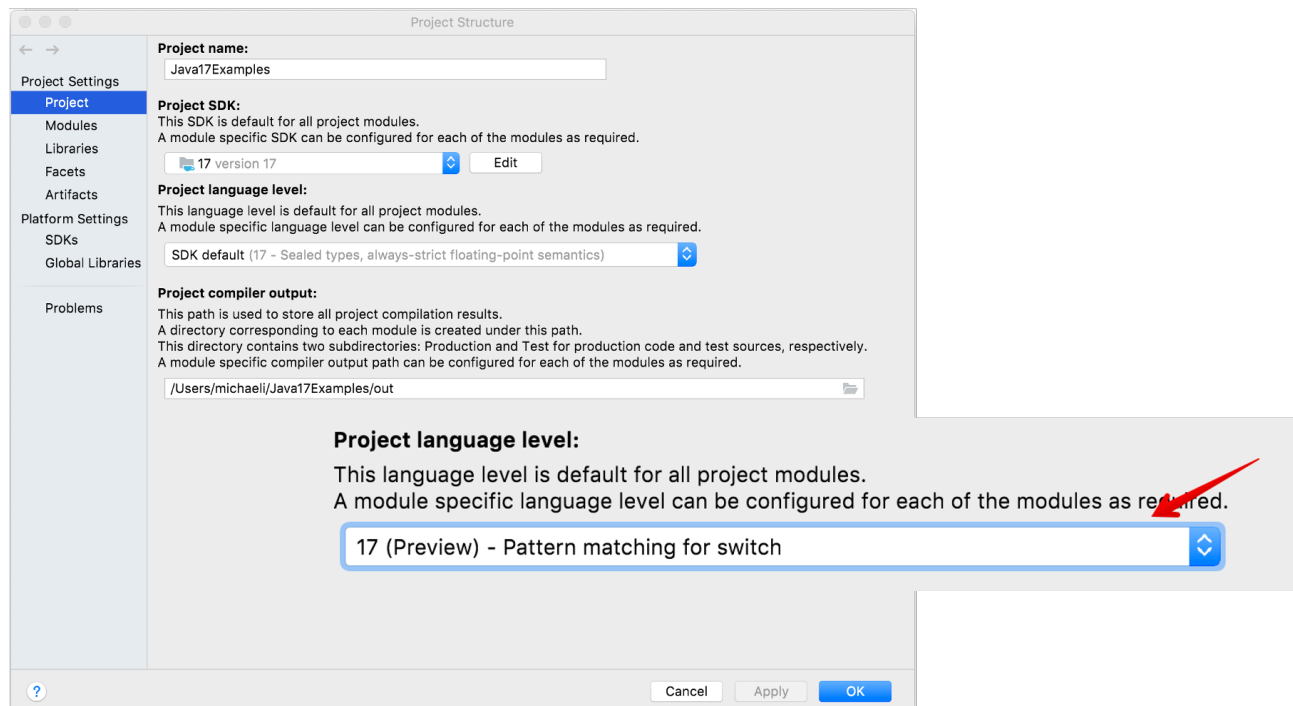 Project Structure
Project Settings
Project
Modules
Libraries
Facets
Artifacts
Platform Settings
SDKs
Global Libraries
Problems
Project name:
Java17Examples
Project SDK:
This SDK is default for all project modules.
A module specific SDK can be configured for each of the modules as required.
17 version 17
Edit
Project language level:
This language level is default for all project modules.
A module specific language level can be configured for each of the modules as required.
SDK default (17 - Sealed types, always-strict floating-point semantics)
Project compiler output:
This path is used to store all project compilation results.
A directory corresponding to each module is created under this path.
This directory contains two subdirectories: Production and Test for production code and test sources, respectively.
A module specific compiler output path can be configured for each of the modules as required.
/Users/michaeli/Java17Examples/out
Project language level:
This language level is default for all project modules.
A module specific language level can be configured for each of the modules as required.
17 (Preview) - Pattern matching for switch
?
Cancel
Apply
OK